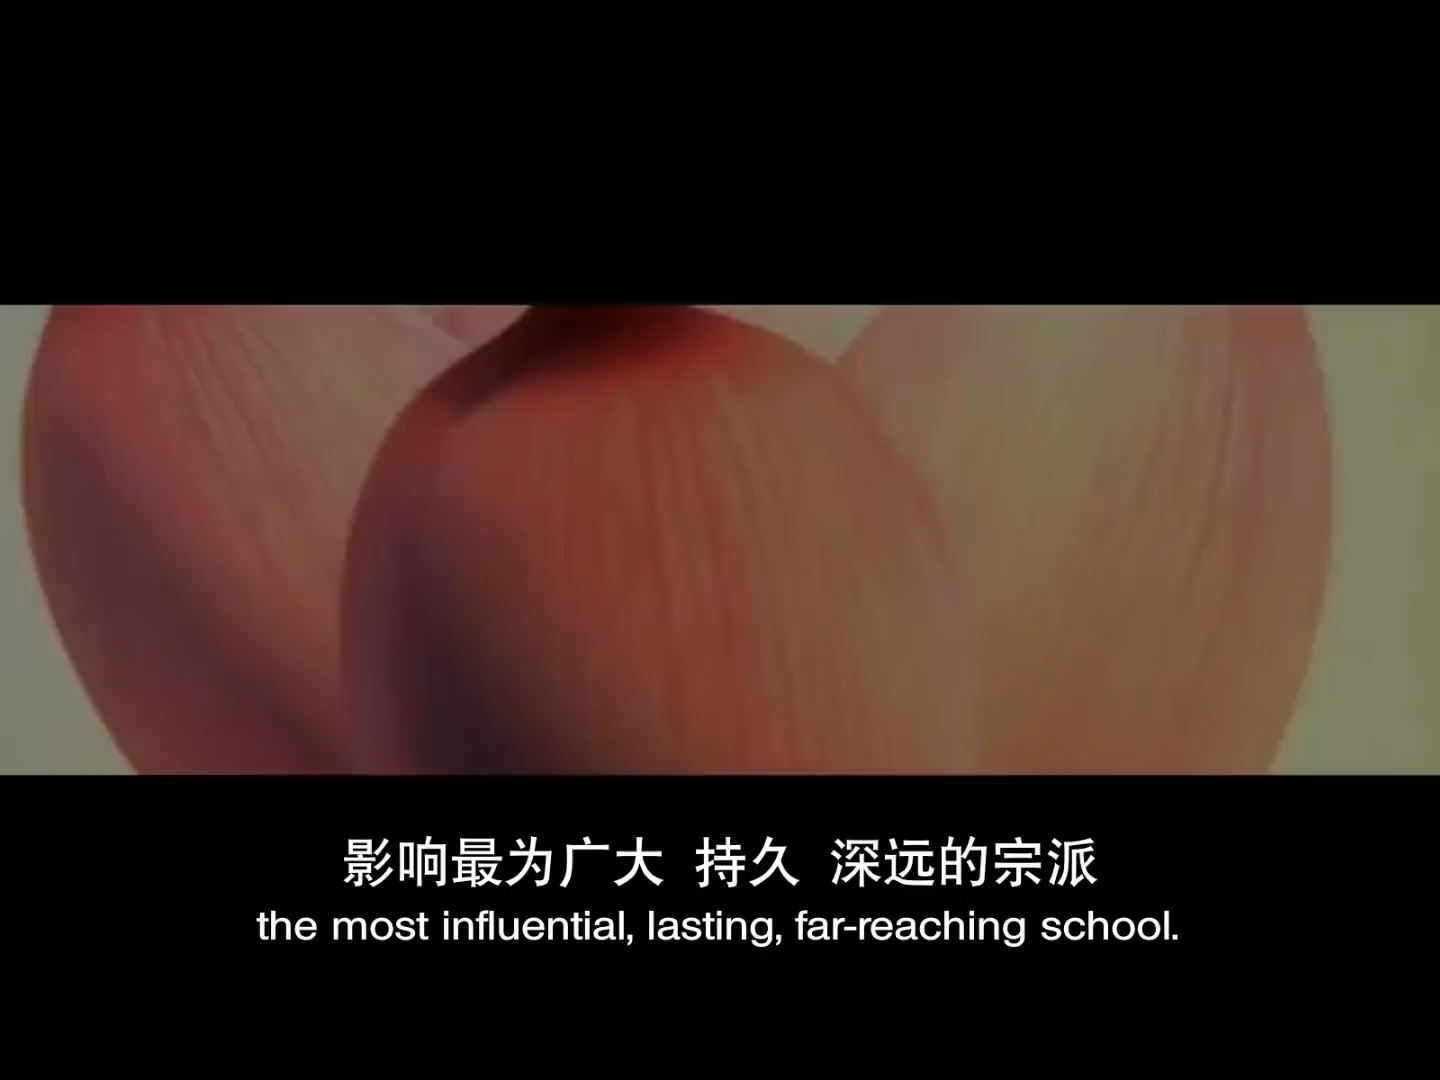 影响最为广大 持久 深远的宗派
the most influential, lasting, far-reaching school.